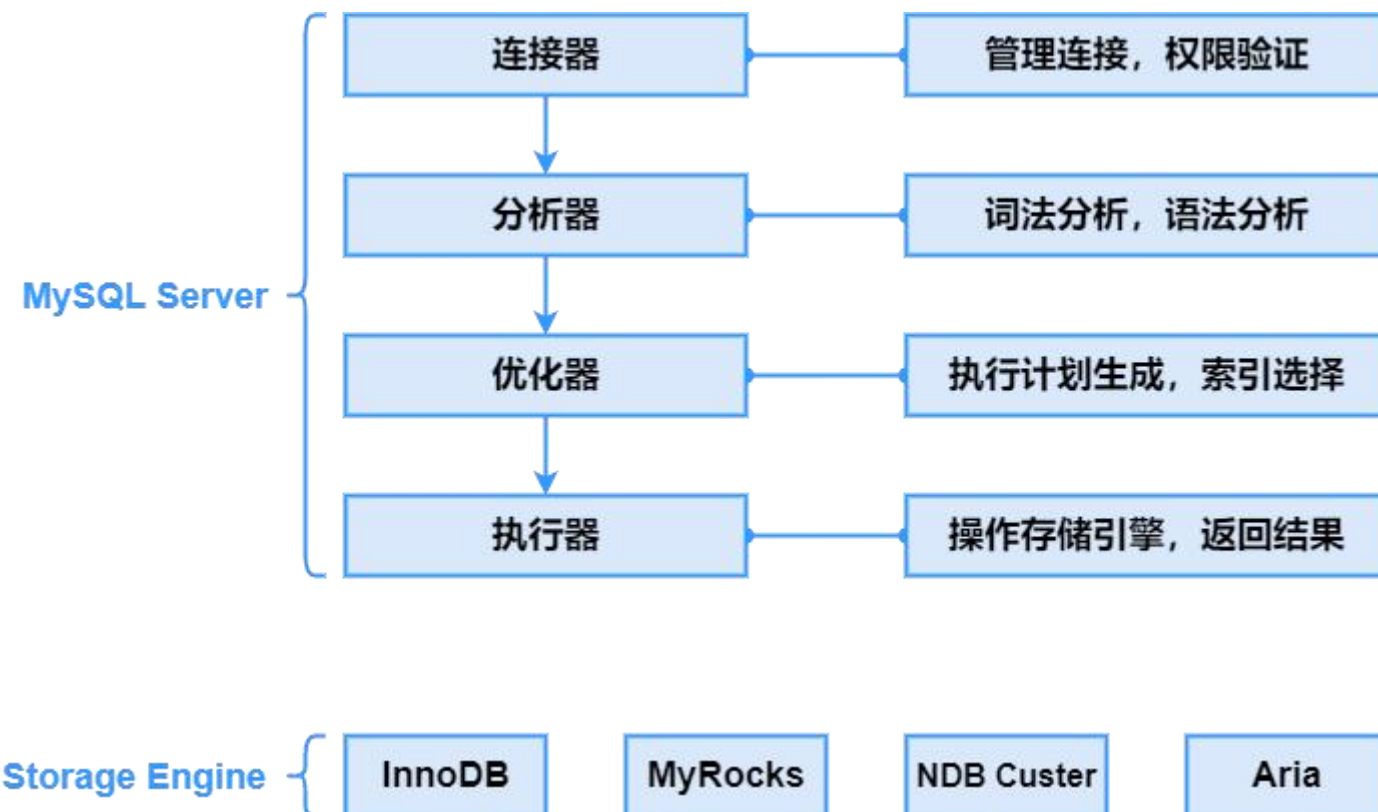 连接器
管理连接，权限验证
分析器
词法分析，语法分析
MySQL Server
优化器
执行计划生成，索引选择
执行器
操作存储引擎，返回结果
Storage Engine
InnoDB
MyRocks
NDB Custer
Aria